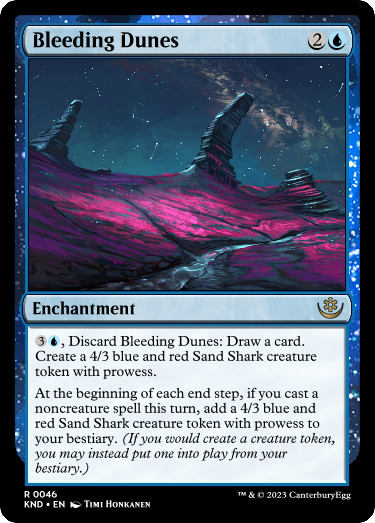 Bleeding Dunes 2
Enchantment
3, Discard Bleeding Dunes: Draw a card.
Create a 4/3 blue and red Sand Shark creature
token with prowess.
At the beginning of each end step, if you cast a
noncreature spell this turn, add a 4/3 blue and
red Sand Shark creature token with prowess to
your bestiary. (If you would create a creature token,
you may instead put one into play from your
bestiary.)
R 0046
KND • EN Timi Honkanen
™ & © 2023 CanterburyEgg